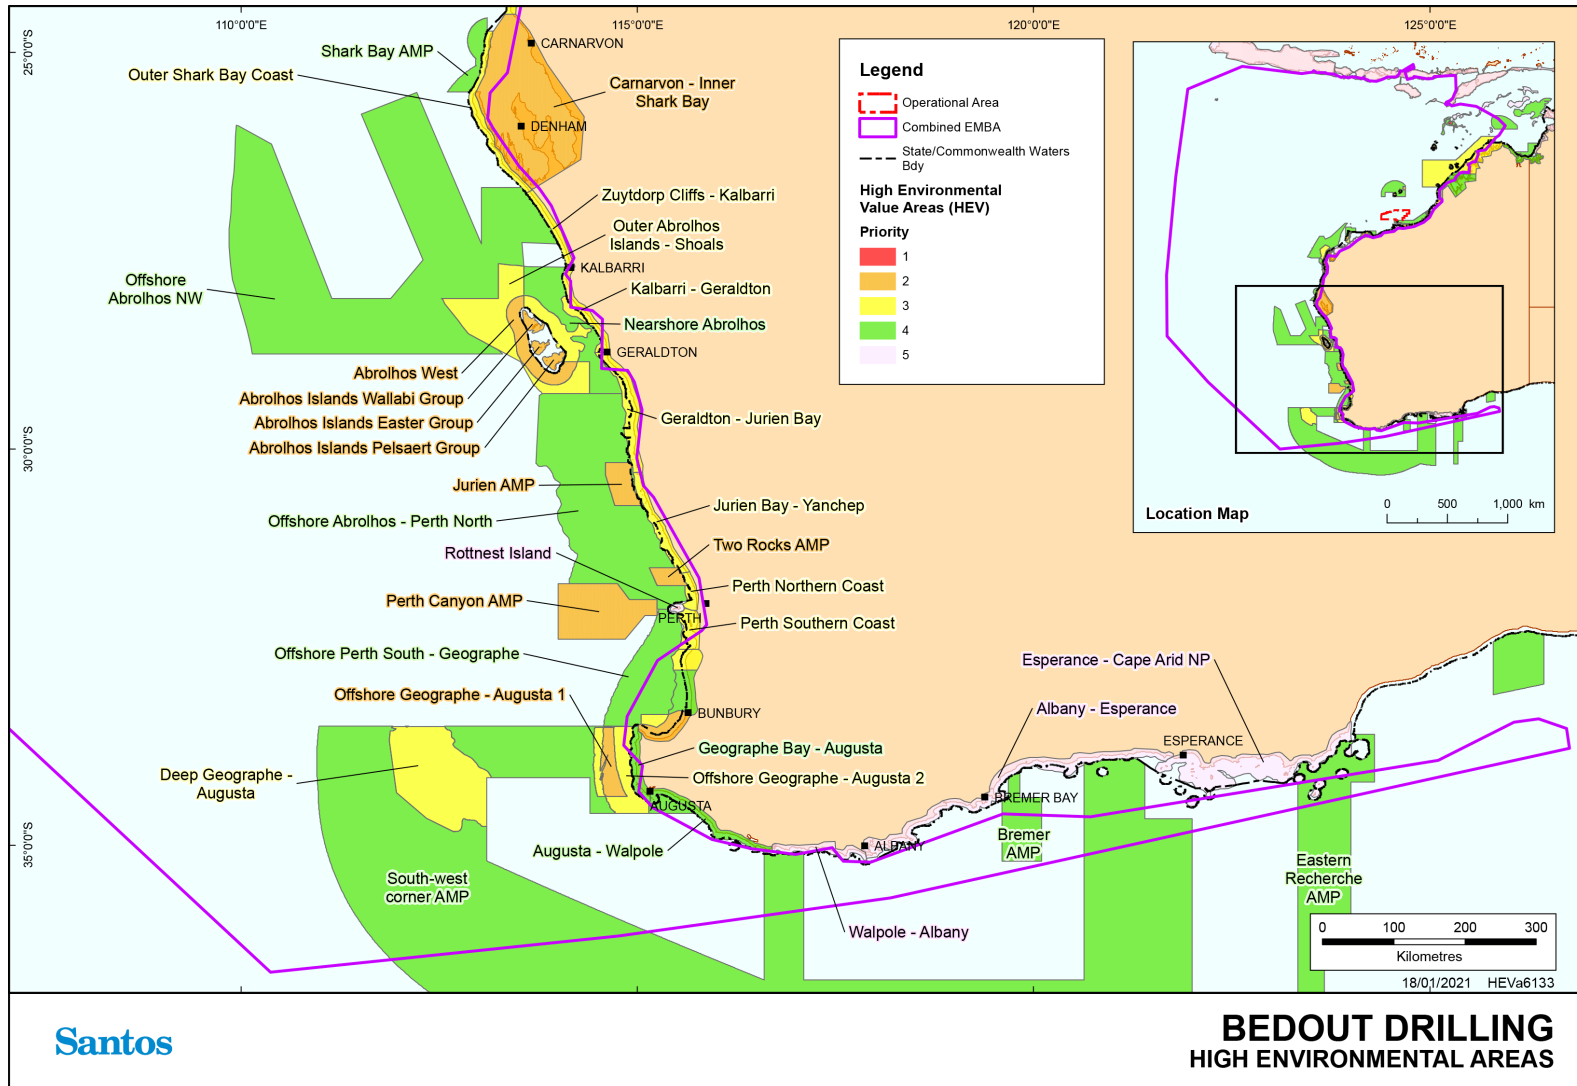 110°0'0"E
115°0'0"E
120°0'0"E
125°0'0"E
25°0'0"S
30°0'0"S
35°0'0"S
Shark Bay AMP
CARNARVON
Outer Shark Bay Coast
Carnarvon - Inner
Shark Bay
DENHAM
Zuytdorp Cliffs - Kalbarri
Outer Abrolhos
Islands - Shoals
KALBARRI
Offshore
Abrolhos NW
Kalbarri - Geraldton
Nearshore Abrolhos
GERALDTON
Abrolhos West
Abrolhos Islands Wallabi Group
Abrolhos Islands Easter Group
Abrolhos Islands Pelsaert Group
Geraldton - Jurien Bay
Jurien AMP
Jurien Bay - Yanchep
Offshore Abrolhos - Perth North
Two Rocks AMP
Rottnest Island
Perth Northern Coast
Perth Canyon AMP
PERTH
Perth Southern Coast
Offshore Perth South - Geographe
Offshore Geographe - Augusta 1
BUNBURY
Geographe Bay - Augusta
Deep Geographe -
Augusta
Offshore Geographe - Augusta 2
AUGUSTA
Augusta - Walpole
South-west
corner AMP
Esperance - Cape Arid NP
Albany - Esperance
ESPERANCE
BREMER BAY
ALBANY
Bremer
AMP
Eastern
Recherche
AMP
Walpole - Albany
Legend
Operational Area
Combined EMBA
State/Commonwealth Waters
Bdy
High Environmental
Value Areas (HEV)
Priority
1
2
3
4
5
Location Map
0 500 1,000 km
0 100 200 300
Kilometres
18/01/2021 HEVa6133
Santos
BEDOUT DRILLING
HIGH ENVIRONMENTAL AREAS